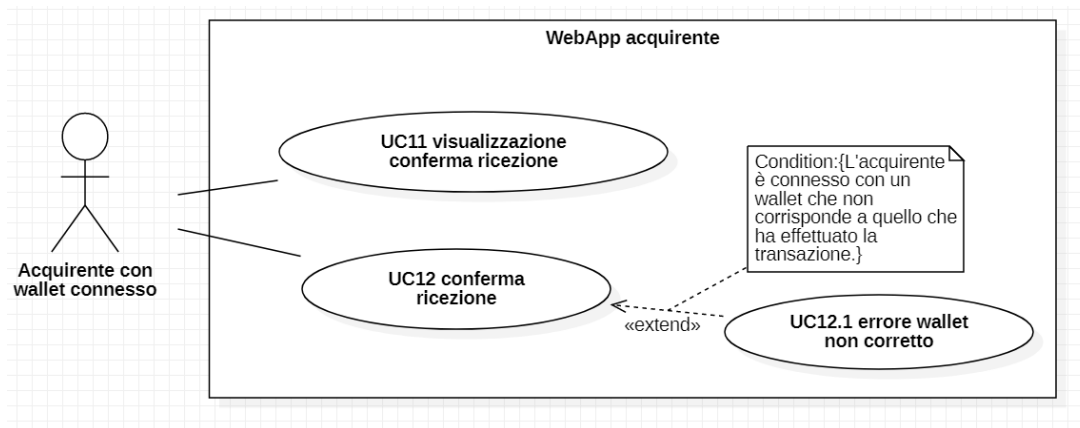 WebApp acquirente
UC11 visualizzazione
conferma ricezione
Condition:{L'acquirente
è connesso con un
wallet che non
corrisponde a quello che
ha effettuato la
transazione.}
Acquirente con
wallet connesso
UC12 conferma
ricezione
«extend»
UC12.1 errore wallet
non corretto